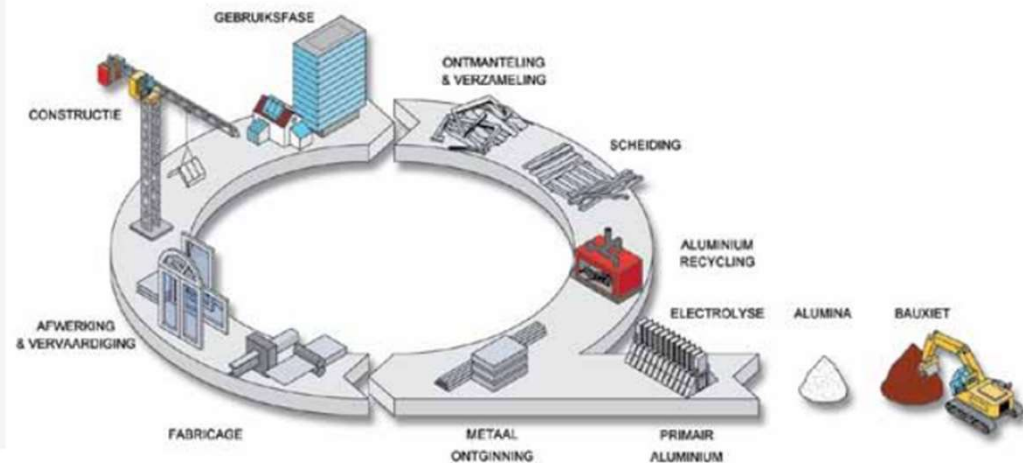 GEBRUIKSFASE
ONTMANTELING
& VERZAMELING
CONSTRUCTIE
SCHEIDING
ALUMINIUM
RECYCLING
ELECTROLYSE
ALUMINA
BAUXIET
AFWERKING
& VERVAARDIGING
FABRICAGE
METAAL
ONTGINNING
PRIMAIR
ALUMINIUM